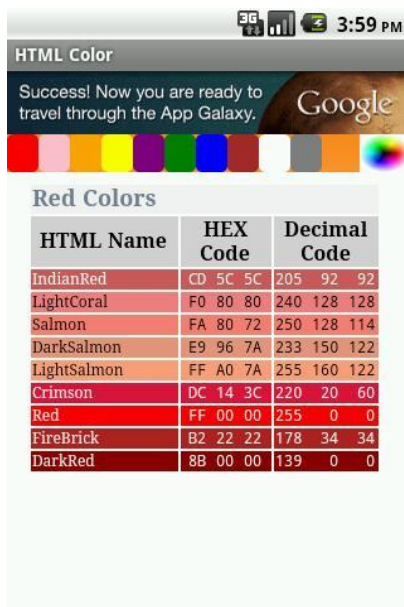 3G 3:59 PM
HTML Color
Success! Now you are ready to
travel through the App Galaxy.
Google
Red Colors
HTML Name HEX Code Decimal Code
IndianRed CD 5C 5C 205 92 92
LightCoral F0 80 80 240 128 128
Salmon FA 80 72 250 128 114
DarkSalmon E9 96 7A 233 150 122
LightSalmon FF A0 7A 255 160 122
Crimson DC 14 3C 220 20 60
Red FF 00 00 255 0 0
FireBrick B2 22 22 178 34 34
DarkRed 8B 00 00 139 0 0